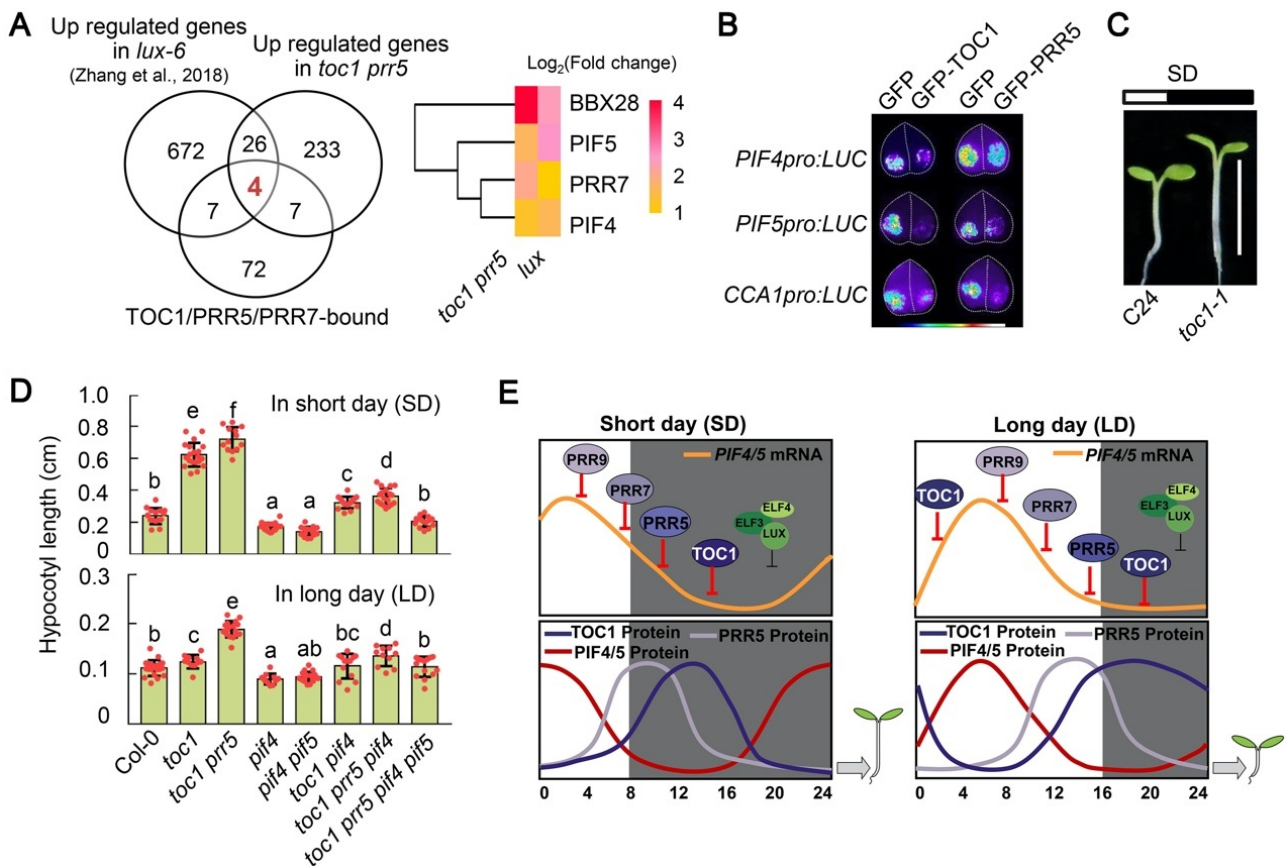 A
Up regulated genes
in lux-6
(Zhang et al., 2018)
Up regulated genes
in toc1 prr5
672
26
233
4
7
7
72
TOC1/PRR5/PRR7-bound
Log2(Fold change)
BBX28
PIF5
PRR7
PIF4
4
3
2
1
toc1 prr5
lux
B
GFP
GFP-TOC1
GFP
GFP-PRR5
PIF4pro:LUC
PIF5pro:LUC
CCA1pro:LUC
C
SD
C24
toc1-1
D
Hypocotyl length (cm)
In short day (SD)
1.0
0.8
0.6
0.4
0.2
0
b
e
f
a
a
c
d
b
In long day (LD)
0.3
0.2
0.1
0
b
c
e
a
ab
bc
d
b
Col-0
toc1
toc1 prr5
pif4
pif4 pif5
toc1 pif4
toc1 prr5 pif4
toc1 prr5 pif4 pif5
E
Short day (SD)
PIF4/5 mRNA
PRR9
PRR7
PRR5
TOC1
ELF4
ELF3
LUX
TOC1 Protein
PRR5 Protein
PIF4/5 Protein
0 4 8 12 16 20 24
Long day (LD)
PIF4/5 mRNA
TOC1
PRR9
PRR7
PRR5
TOC1
ELF4
ELF3
LUX
TOC1 Protein
PRR5 Protein
PIF4/5 Protein
0 4 8 12 16 20 24